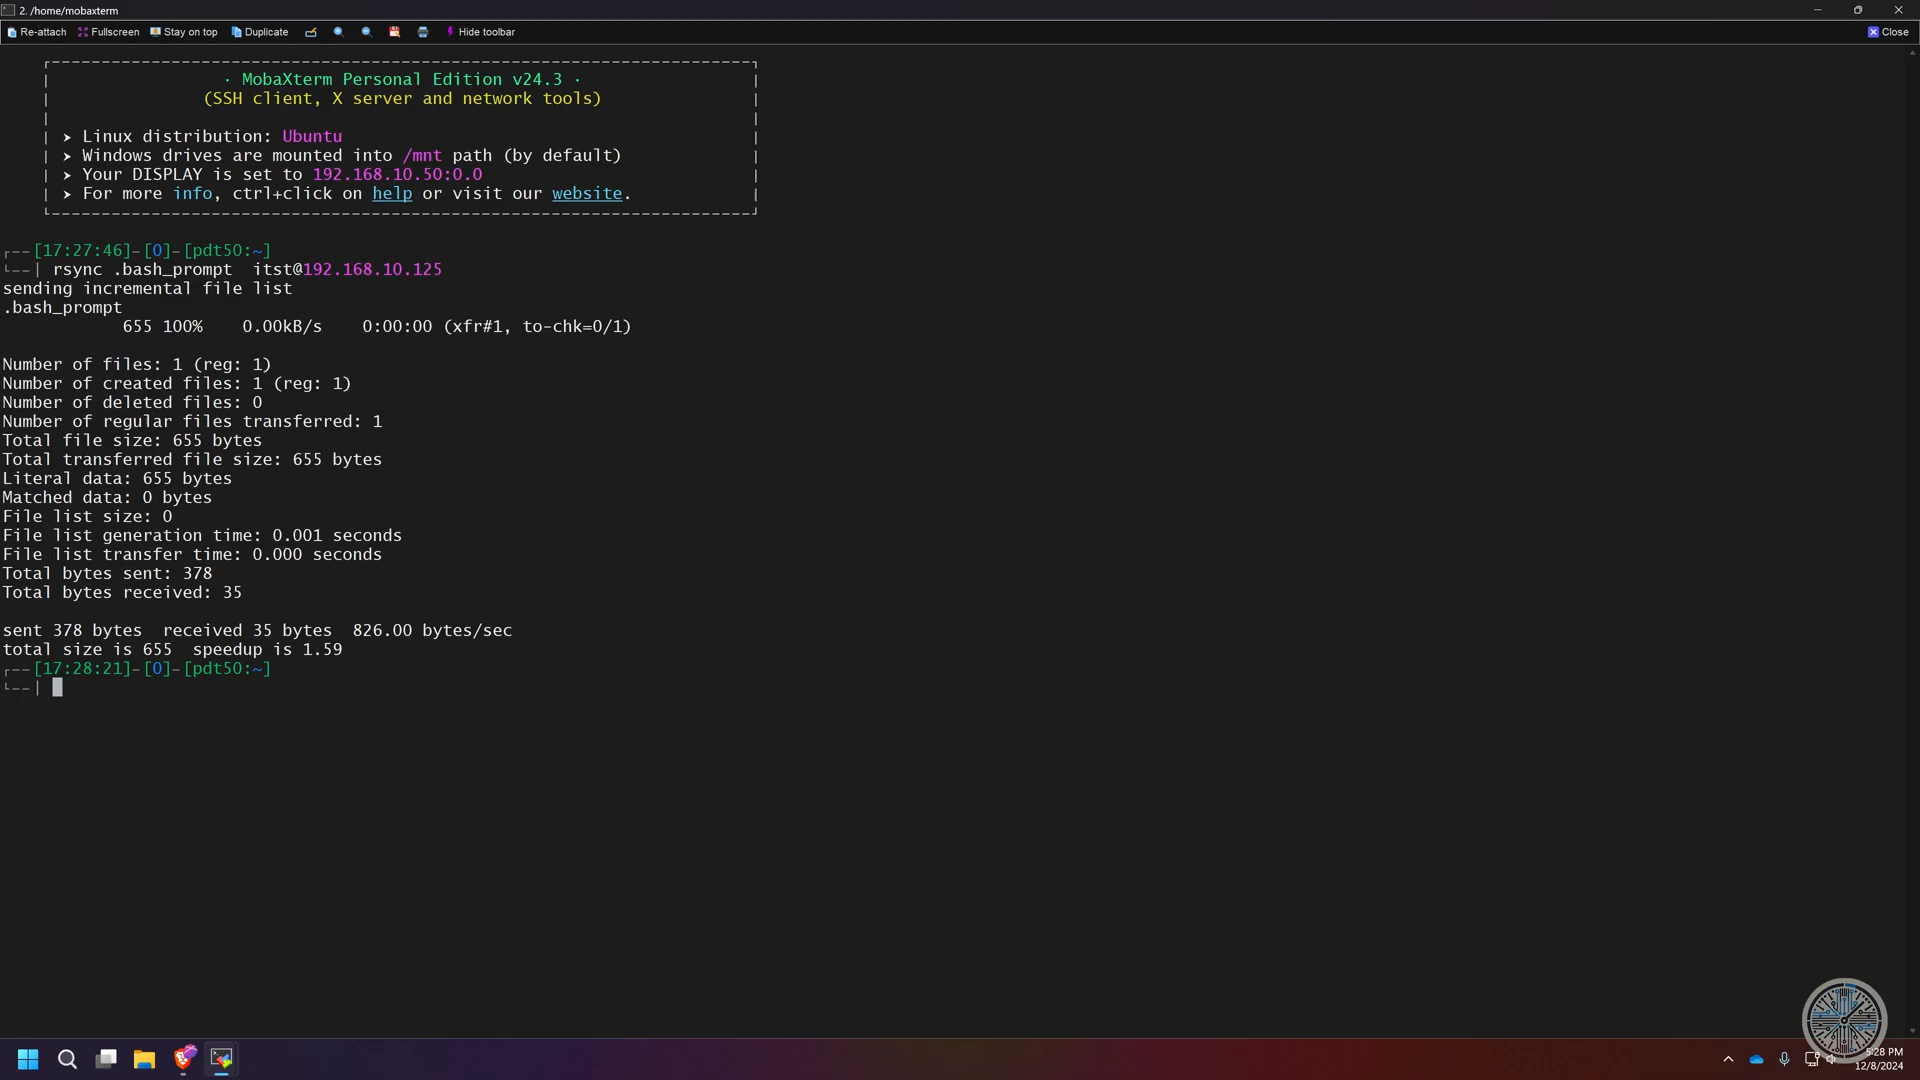 2. /home/mobaxterm
Re-attach Fullscreen Stay on top Duplicate Hide toolbar Close
· MobaXterm Personal Edition v24.3 ·
(SSH client, X server and network tools)
➤ Linux distribution: Ubuntu
➤ Windows drives are mounted into /mnt path (by default)
➤ Your DISPLAY is set to 192.168.10.50:0.0
➤ For more info, ctrl+click on help or visit our website.
┌──[17:27:46]-[0]-[pdt50:~]
└──| rsync .bash_prompt  itst@192.168.10.125
sending incremental file list
.bash_prompt
            655 100%    0.00kB/s    0:00:00 (xfr#1, to-chk=0/1)
Number of files: 1 (reg: 1)
Number of created files: 1 (reg: 1)
Number of deleted files: 0
Number of regular files transferred: 1
Total file size: 655 bytes
Total transferred file size: 655 bytes
Literal data: 655 bytes
Matched data: 0 bytes
File list size: 0
File list generation time: 0.001 seconds
File list transfer time: 0.000 seconds
Total bytes sent: 378
Total bytes received: 35
sent 378 bytes  received 35 bytes  826.00 bytes/sec
total size is 655  speedup is 1.59
┌──[17:28:21]-[0]-[pdt50:~]
└──|
5:28 PM
12/8/2024